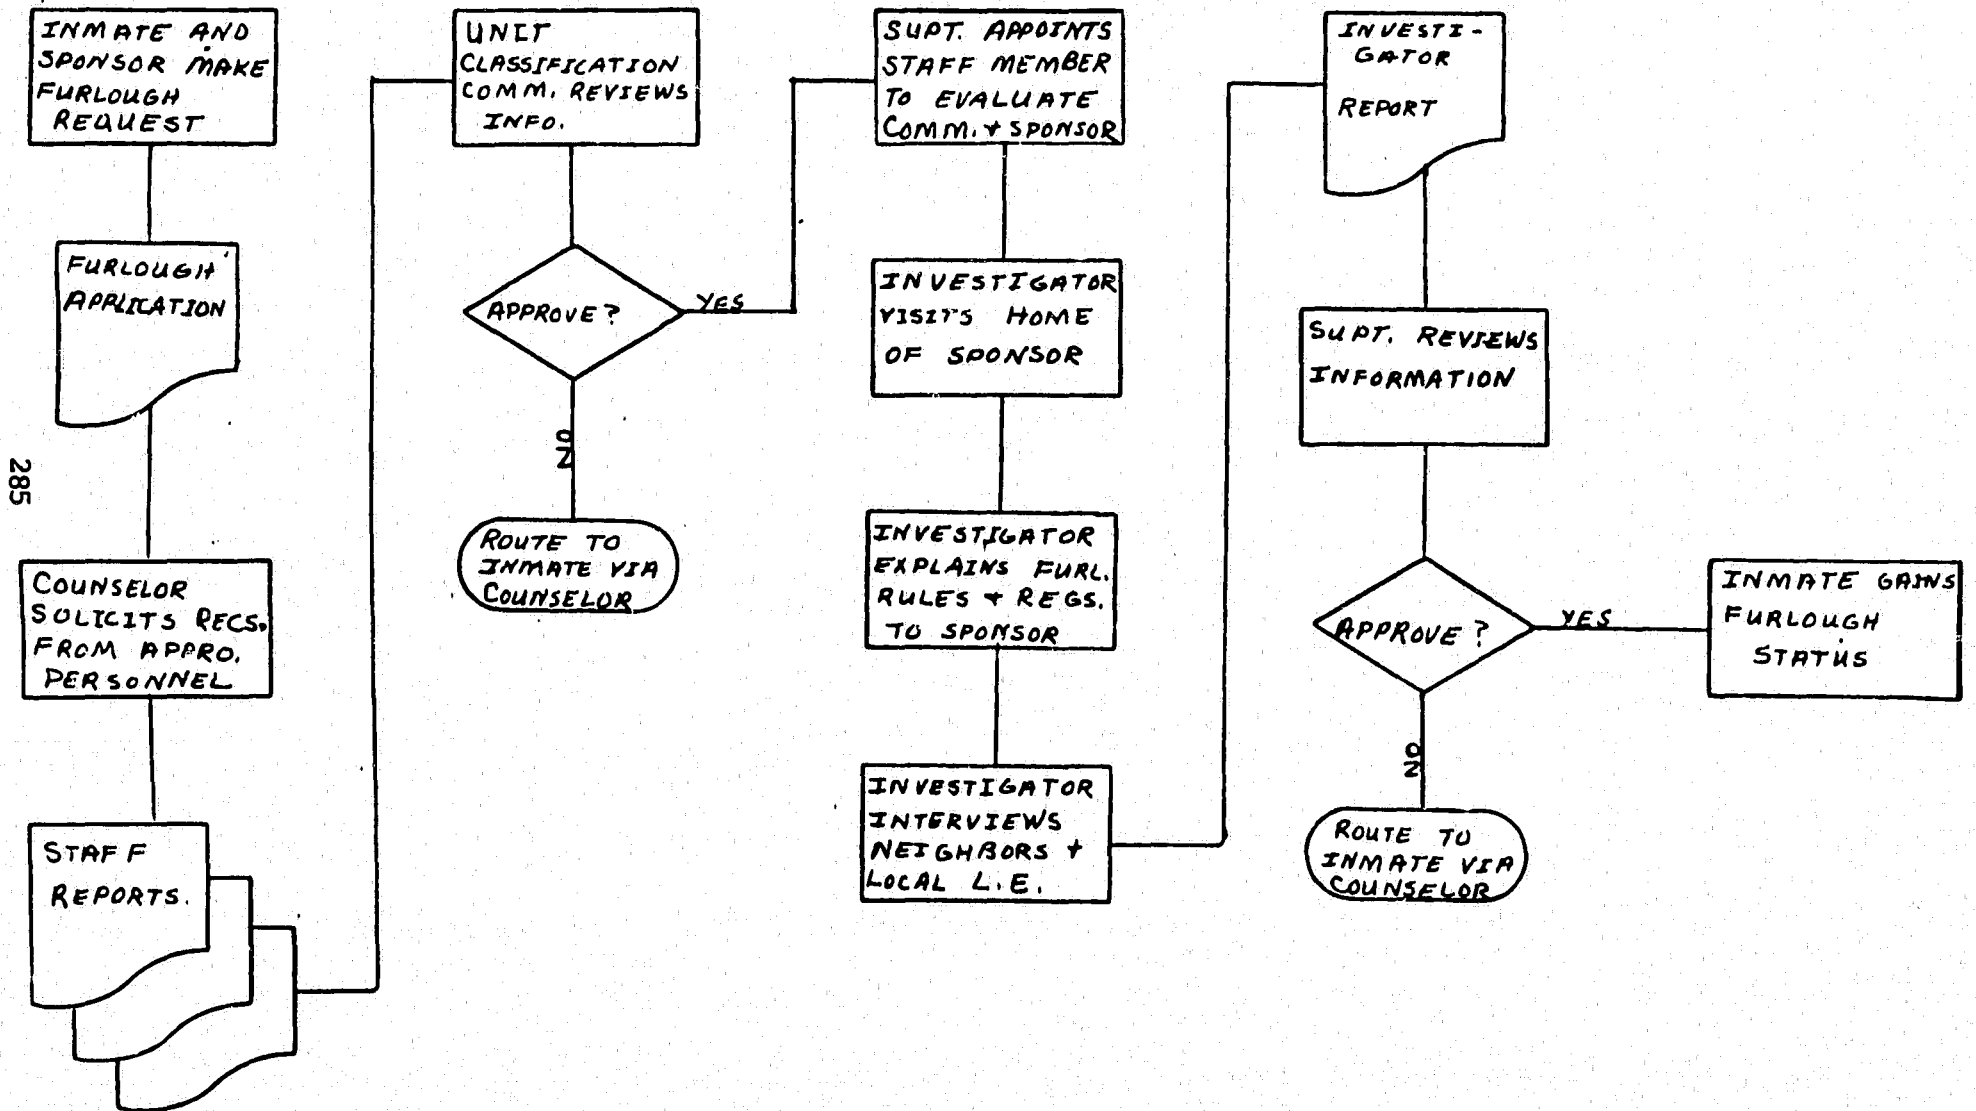 INMATE AND
SPONSOR MAKE
FURLOUGH
REQUEST
FURLOUGH
APPLICATION
COUNSELOR
SOLICITS RECS.
FROM APPRO.
PERSONNEL
STAFF
REPORTS.
UNIT
CLASSIFICATION
COMM. REVIEWS
INFO.
APPROVE?
YES
NO
ROUTE TO
INMATE VIA
COUNSELOR
SUPT. APPOINTS
STAFF MEMBER
TO EVALUATE
COMM. + SPONSOR
INVESTIGATOR
VISITS HOME
OF SPONSOR
INVESTIGATOR
EXPLAINS FURL.
RULES + REGS.
TO SPONSOR
INVESTIGATOR
INTERVIEWS
NEIGHBORS +
LOCAL L.E.
INVESTI-
GATOR
REPORT
SUPT. REVIEWS
INFORMATION
APPROVE?
YES
NO
ROUTE TO
INMATE VIA
COUNSELOR
INMATE GAINS
FURLOUGH
STATUS
285